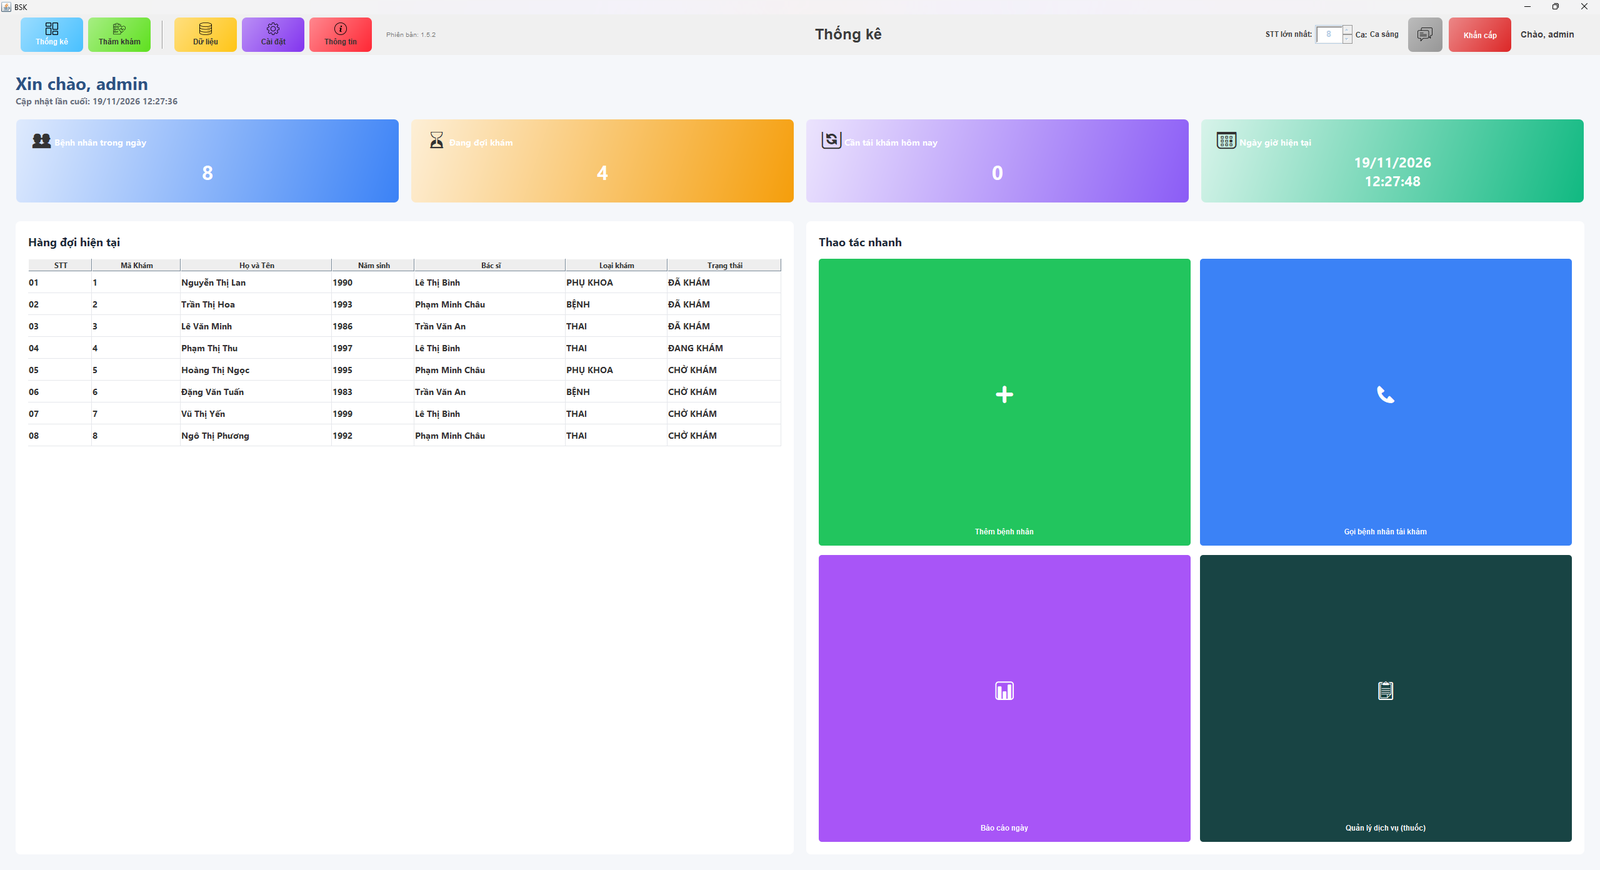 BSK
Thống kê
Thăm khám
Dữ liệu
Cài đặt
Thông tin
Phiên bản: 1.5.2
Thống kê
STT lớn nhất:
8
Ca: Ca sáng
Khẩn cấp
Chào, admin
Xin chào, admin
Cập nhật lần cuối: 19/11/2026 12:27:36
Bệnh nhân trong ngày
8
Đang đợi khám
4
Cần tái khám hôm nay
0
Ngày giờ hiện tại
19/11/2026
12:27:48
Hàng đợi hiện tại
STT Mã Khám Họ và Tên Năm sinh Bác sĩ Loại khám Trạng thái
01 1 Nguyễn Thị Lan 1990 Lê Thị Bình PHỤ KHOA ĐÃ KHÁM
02 2 Trần Thị Hoa 1993 Phạm Minh Châu BỆNH ĐÃ KHÁM
03 3 Lê Văn Minh 1986 Trần Văn An THAI ĐÃ KHÁM
04 4 Phạm Thị Thu 1997 Lê Thị Bình THAI ĐANG KHÁM
05 5 Hoàng Thị Ngọc 1995 Phạm Minh Châu PHỤ KHOA CHỜ KHÁM
06 6 Đặng Văn Tuấn 1983 Trần Văn An BỆNH CHỜ KHÁM
07 7 Vũ Thị Yến 1999 Lê Thị Bình THAI CHỜ KHÁM
08 8 Ngô Thị Phương 1992 Phạm Minh Châu THAI CHỜ KHÁM
Thao tác nhanh
Thêm bệnh nhân
Gọi bệnh nhân tái khám
Báo cáo ngày
Quản lý dịch vụ (thuốc)